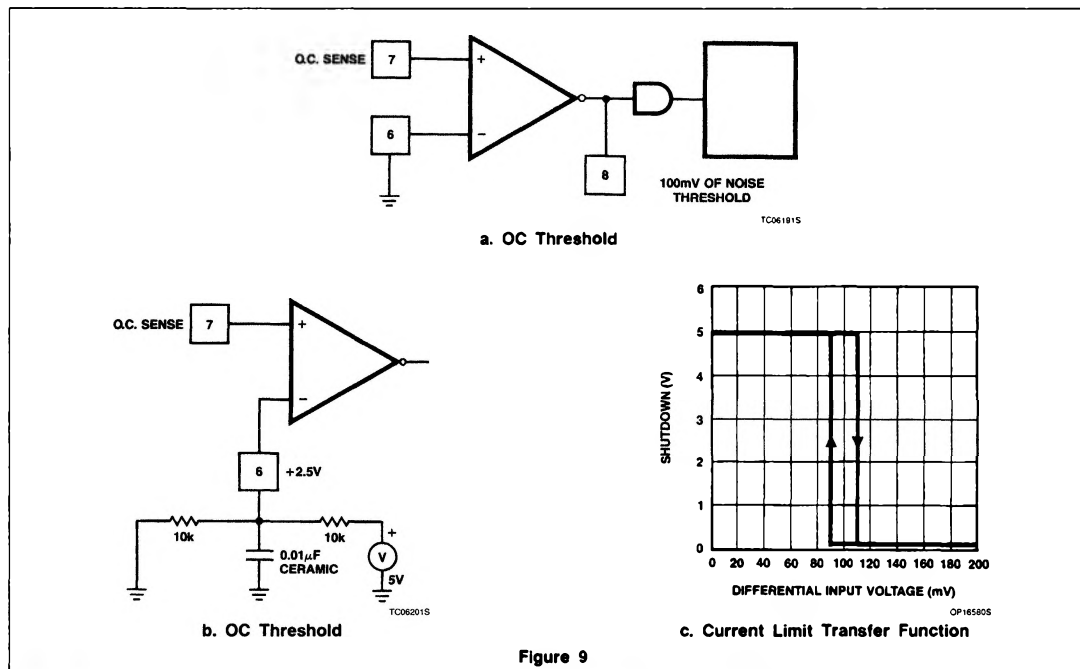 O.C. SENSE
7
+
6
−
8
100mV OF NOISE
THRESHOLD
TC06191S
a. OC Threshold
O.C. SENSE
7
+
−
6
+2.5V
10k
10k
+
V
5V
0.01μF
CERAMIC
TC06201S
b. OC Threshold
SHUTDOWN (V)
6
5
4
3
2
1
0
0 20 40 60 80 100 120 140 160 180 200
DIFFERENTIAL INPUT VOLTAGE (mV)
OP16580S
c. Current Limit Transfer Function
Figure 9